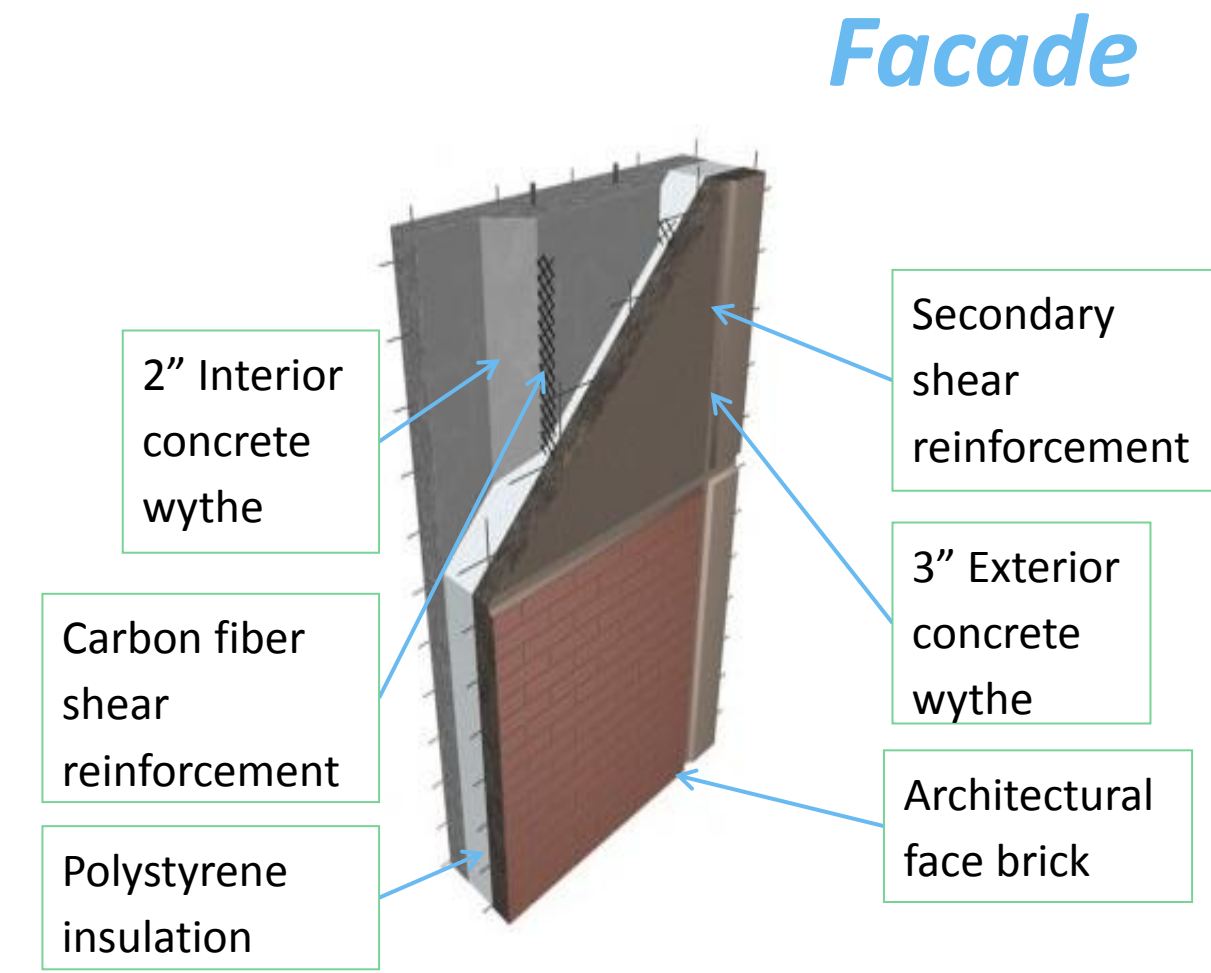 Facade
2” Interior
concrete
wythe
Carbon fiber
shear
reinforcement
Polystyrene
insulation
Secondary
shear
reinforcement
3” Exterior
concrete
wythe
Architectural
face brick